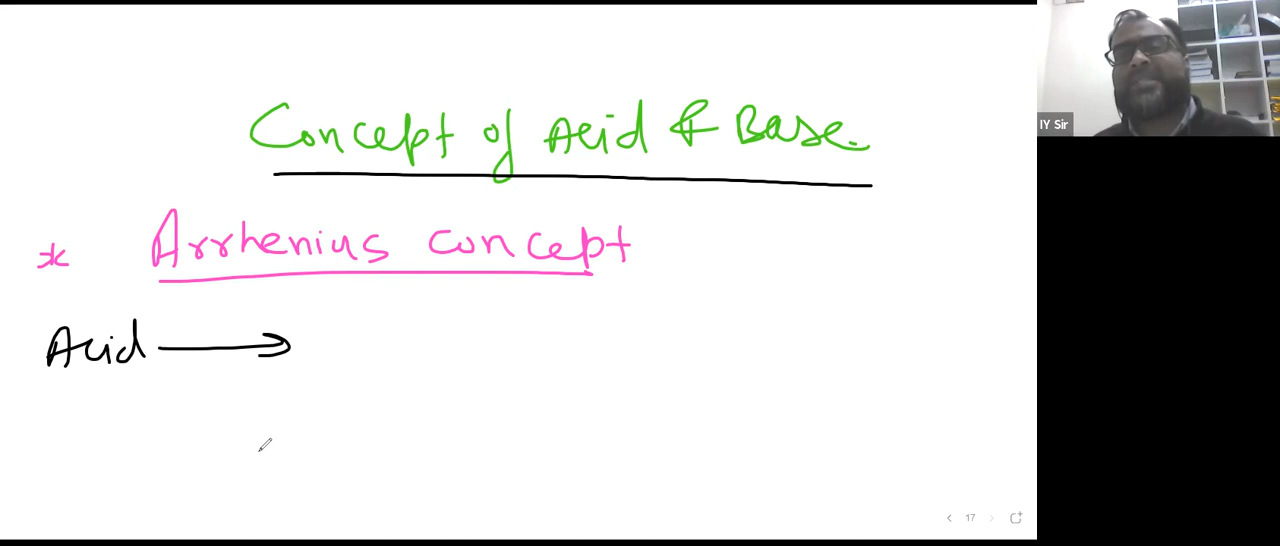 Concept of Acid & Base.
* Arrhenius concept
Acid →
IY Sir
17